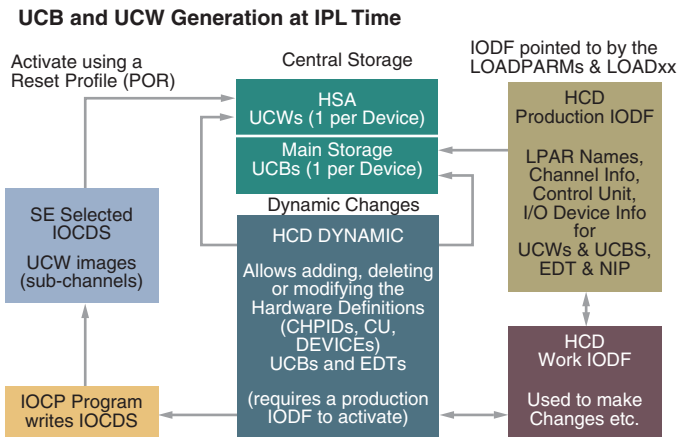 UCB and UCW Generation at IPL Time
Activate using a
Reset Profile (POR)
Central Storage
IODF pointed to by the
LOADPARMs & LOADxx
HSA
UCWs (1 per Device)
Main Storage
UCBs (1 per Device)
HCD
Production IODF
LPAR Names,
Channel Info,
Control Unit,
I/O Device Info
for
UCWs & UCBS,
EDT & NIP
SE Selected
IOCDS
UCW images
(sub-channels)
Dynamic Changes
HCD DYNAMIC
Allows adding, deleting
or modifying the
Hardware Definitions
(CHPIDs, CU,
DEVICEs)
UCBs and EDTs
(requires a production
IODF to activate)
IOCP Program
writes IOCDS
HCD
Work IODF
Used to make
Changes etc.